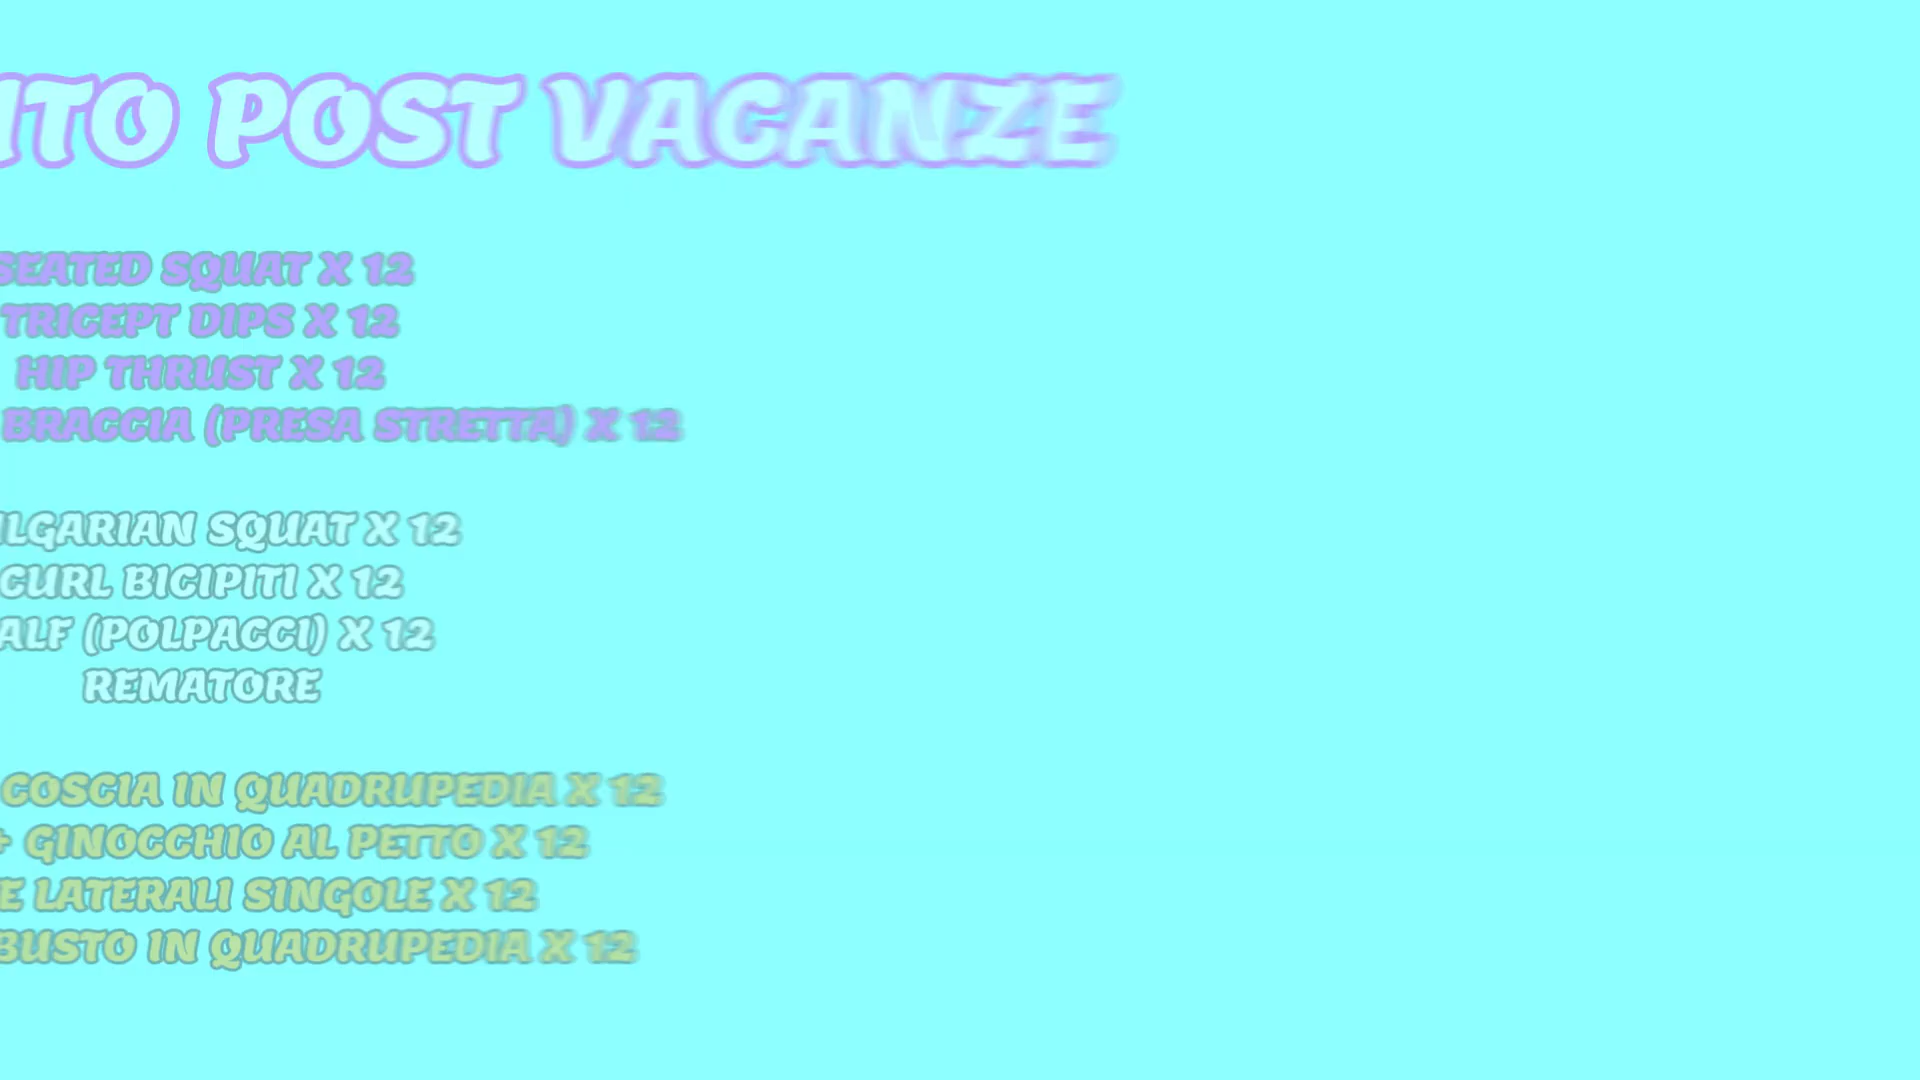 ITO POST VACANZE
SEATED SQUAT X 12
TRICEPT DIPS X 12
HIP THRUST X 12
BRACCIA (PRESA STRETTA) X 12
LGARIAN SQUAT X 12
CURL BICIPITI X 12
ALF (POLPACCI) X 12
REMATORE
COSCIA IN QUADRUPEDIA X 12
+ GINOCCHIO AL PETTO X 12
E LATERALI SINGOLE X 12
BUSTO IN QUADRUPEDIA X 12